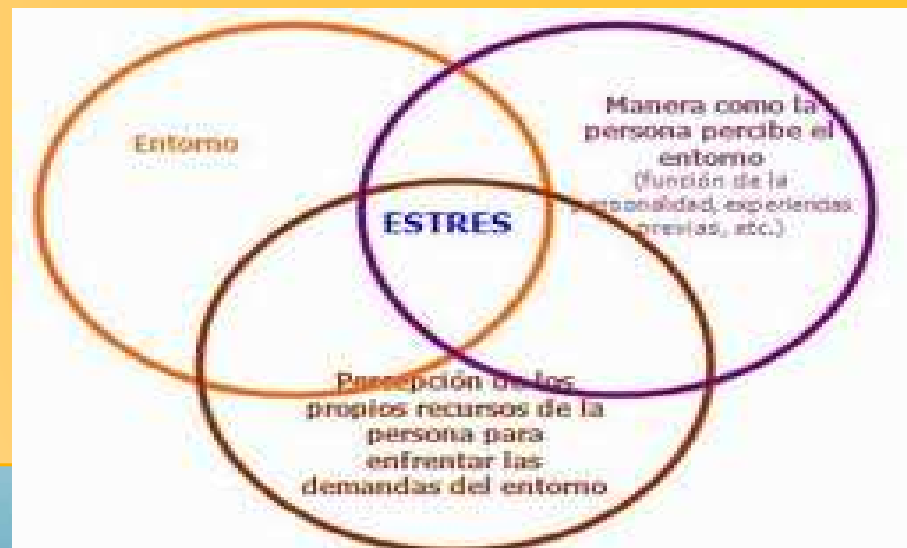 Entorno
Manera como la
persona percibe el
entorno
(función de la
personalidad, experiencias
previas, etc.)
ESTRES
Percepción de los
propios recursos de la
persona para
enfrentar las
demandas del entorno